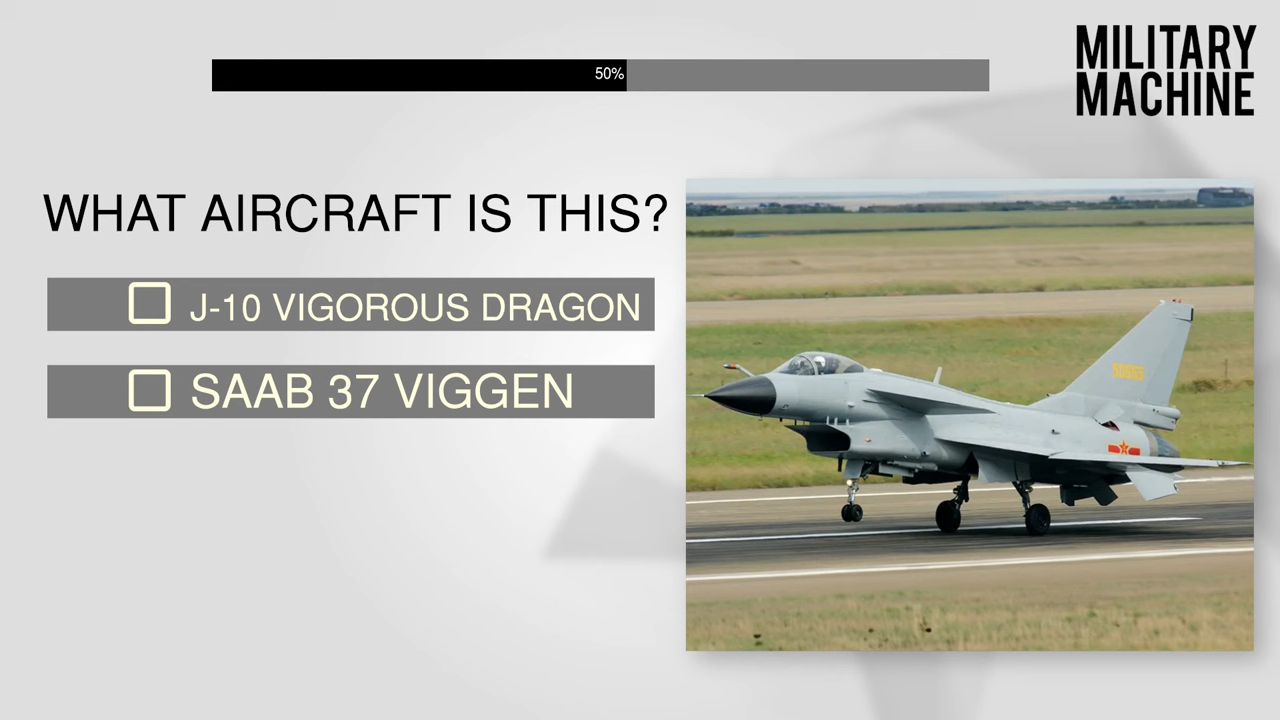 MILITARY
MACHINE
50%
WHAT AIRCRAFT IS THIS?
J-10 VIGOROUS DRAGON
SAAB 37 VIGGEN